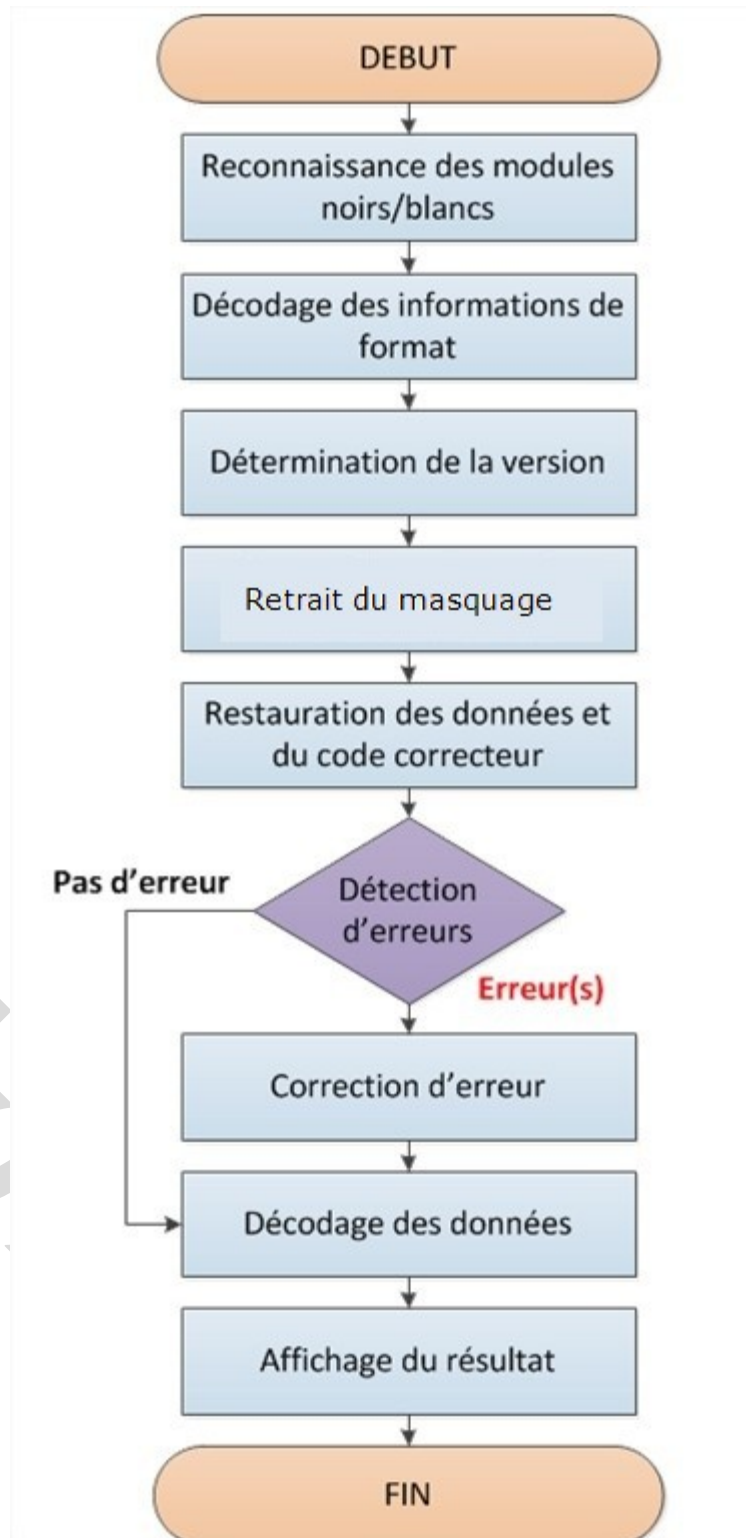 DEBUT
Reconnaissance des modules
noirs/blancs
Décodage des informations de
format
Détermination de la version
Retrait du masquage
Restauration des données et
du code correcteur
Pas d'erreur
Détection
d'erreurs
Erreur(s)
Correction d'erreur
Décodage des données
Affichage du résultat
FIN